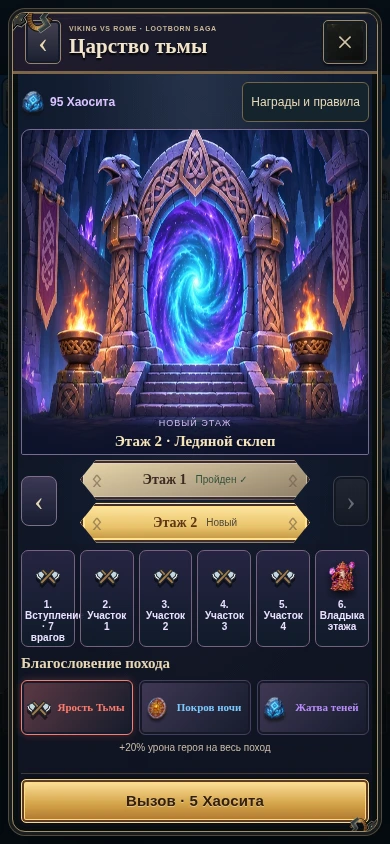 VIKING VS ROME · LOOTBORN SAGA
Царство тьмы
95 Хаосита
Награды и правила
НОВЫЙ ЭТАЖ
Этаж 2 · Ледяной склеп
Этаж 1 Пройден ✓
Этаж 2 Новый
1.
Вступление
· 7
врагов
2.
Участок
1
3.
Участок
2
4.
Участок
3
5.
Участок
4
6.
Владыка
этажа
Благословение похода
Ярость Тьмы
Покров ночи
Жатва теней
+20% урона героя на весь поход
Вызов · 5 Хаосита